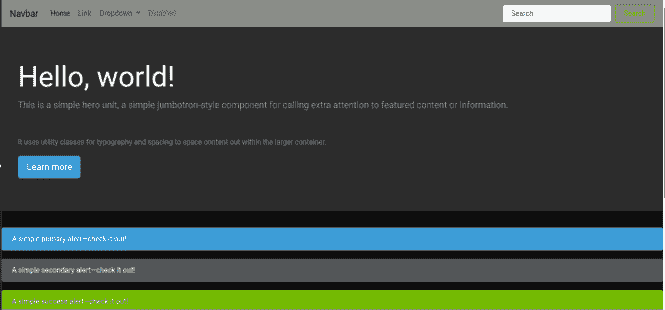 Navbar Home Link Dropdown Search
Hello, world!
This is a simple hero unit, a simple jumbotron-style component for calling extra attention to featured content or information.
It uses utility classes for typography and spacing to space content out within the larger container.
Learn more
A simple primary alert—check it out!
A simple secondary alert—check it out!